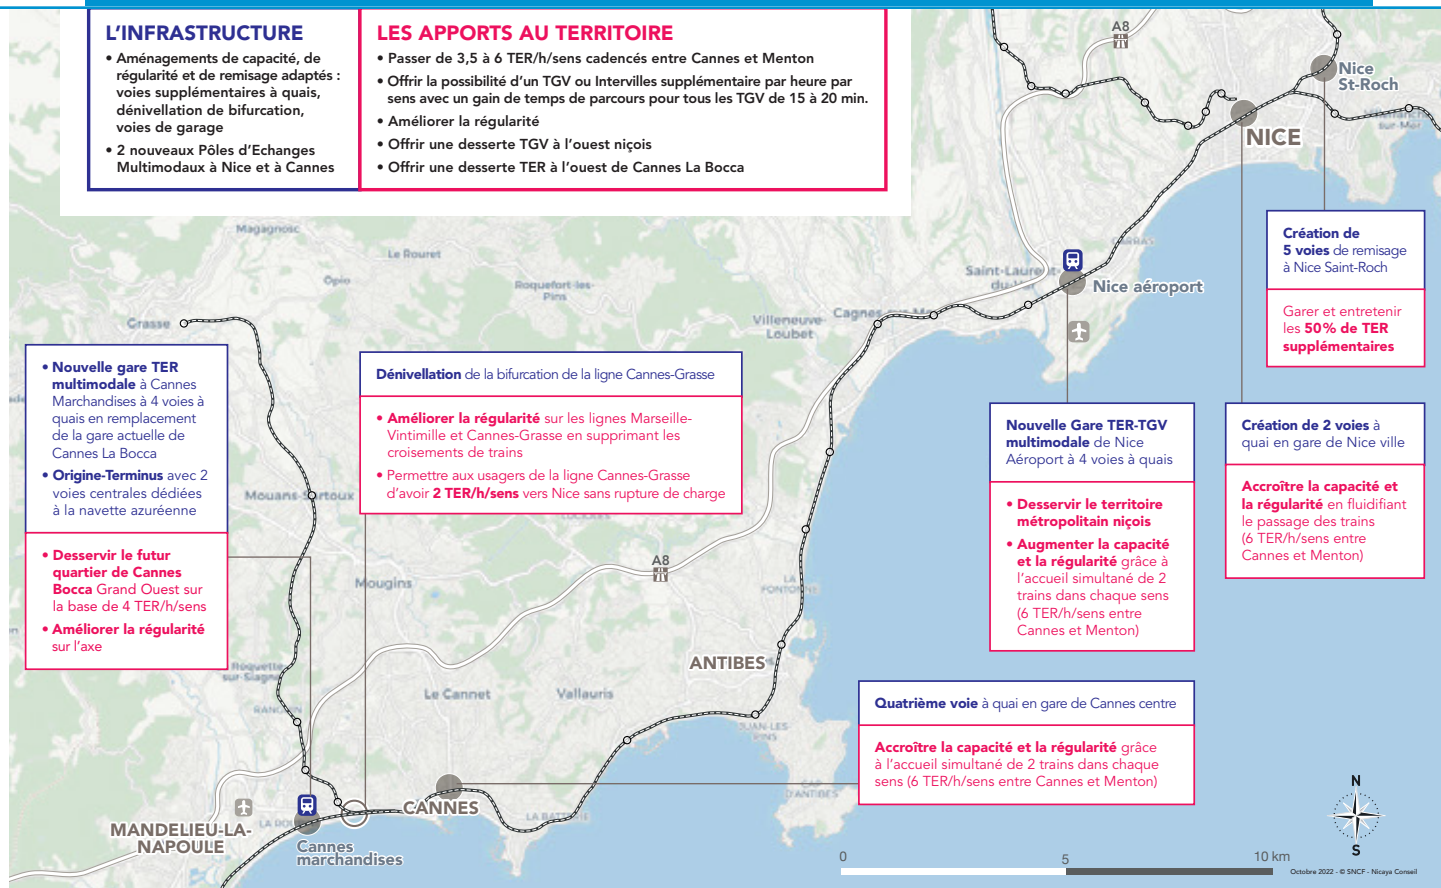 L'INFRASTRUCTURE
• Aménagements de capacité, de
régularité et de remisage adaptés :
voies supplémentaires à quais,
dénivellation de bifurcation,
voies de garage
• 2 nouveaux Pôles d'Echanges
Multimodaux à Nice et à Cannes
LES APPORTS AU TERRITOIRE
• Passer de 3,5 à 6 TER/h/sens cadencés entre Cannes et Menton
• Offrir la possibilité d'un TGV ou Intervilles supplémentaire par heure par
sens avec un gain de temps de parcours pour tous les TGV de 15 à 20 min.
• Améliorer la régularité
• Offrir une desserte TGV à l'ouest niçois
• Offrir une desserte TER à l'ouest de Cannes La Bocca
A8
Nice
St-Roch
sur-Mer
NICE
Création de
5 voies de remisage
à Nice Saint-Roch
Garer et entretenir
les 50% de TER
supplémentaires
Magagnosc
Le Rouret
Opio
Roquefort-les-
Pins
Grasse
Villeneuve
Loubet
Cagnes
Saint-Laurent
Nice aéroport
• Nouvelle gare TER
multimodale à Cannes
Marchandises à 4 voies à
quais en remplacement
de la gare actuelle de
Cannes La Bocca
• Origine-Terminus avec 2
voies centrales dédiées
à la navette azuréenne
• Desservir le futur
quartier de Cannes
Bocca Grand Ouest sur
la base de 4 TER/h/sens
• Améliorer la régularité
sur l'axe
Dénivellation de la bifurcation de la ligne Cannes-Grasse
• Améliorer la régularité sur les lignes Marseille-
Vintimille et Cannes-Grasse en supprimant les
croisements de trains
• Permettre aux usagers de la ligne Cannes-Grasse
d'avoir 2 TER/h/sens vers Nice sans rupture de charge
Nouvelle Gare TER-TGV
multimodale de Nice
Aéroport à 4 voies à quais
• Desservir le territoire
métropolitain niçois
• Augmenter la capacité
et la régularité grâce à
l'accueil simultané de 2
trains dans chaque sens
(6 TER/h/sens entre
Cannes et Menton)
Création de 2 voies à
quai en gare de Nice ville
Accroître la capacité et
la régularité en fluidifiant
le passage des trains
(6 TER/h/sens entre
Cannes et Menton)
Mouans-Sartoux
Mougins
A8
LA
ANTIBES
Roquette-
sur-Siagne
Le Cannet
Vallauris
JUAN-LES-
PINS
CAP
D'ANTIBES
Quatrième voie à quai en gare de Cannes centre
Accroître la capacité et la régularité grâce
à l'accueil simultané de 2 trains dans chaque
sens (6 TER/h/sens entre Cannes et Menton)
CANNES
MANDELIEU-LA-
NAPOULE
Cannes
marchandises
N
S
0
5
10 km
Octobre 2022 - © SNCF - Nicaya Conseil